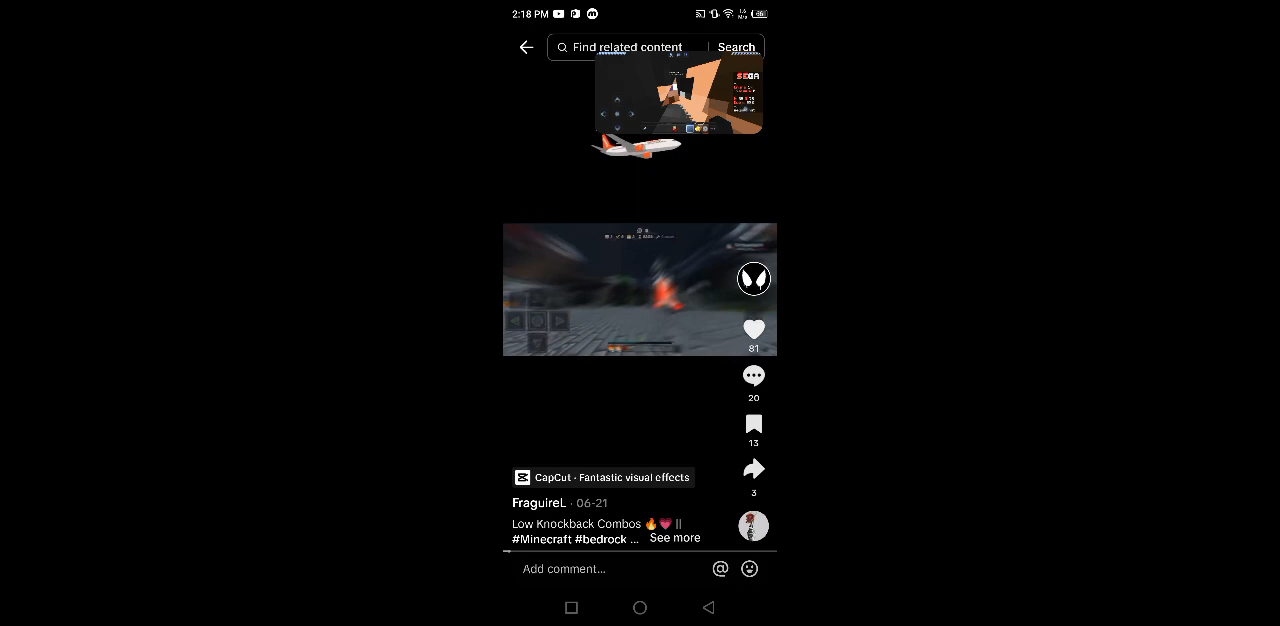 2:18 PM
Find related content
Search
SEGA
81
20
13
3
CapCut · Fantastic visual effects
FraguireL · 06-21
Low Knockback Combos 🔥💗 ||
#Minecraft #bedrock ... See more
Add comment...